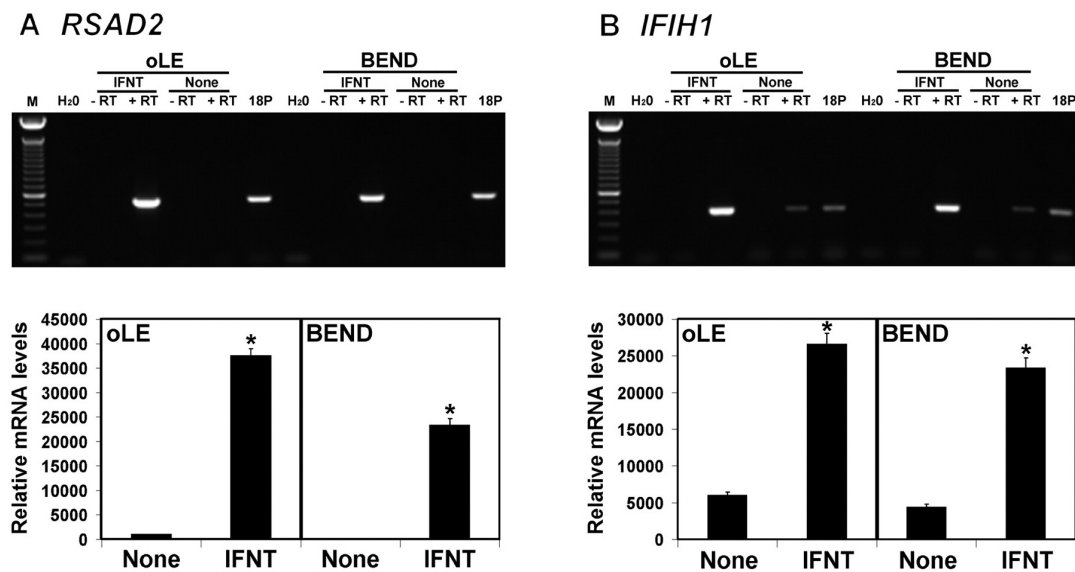 A RSAD2
oLE BEND
IFNT None IFNT None
M H20 - RT + RT - RT + RT 18P H20 - RT + RT - RT + RT 18P
45000
40000
35000
30000
25000
20000
15000
10000
5000
0
Relative mRNA levels
oLE BEND
* *
None IFNT None IFNT
B IFIH1
oLE BEND
IFNT None IFNT None
M H20 - RT + RT - RT + RT 18P H20 - RT + RT - RT + RT 18P
30000
25000
20000
15000
10000
5000
0
Relative mRNA levels
oLE BEND
* *
None IFNT None IFNT